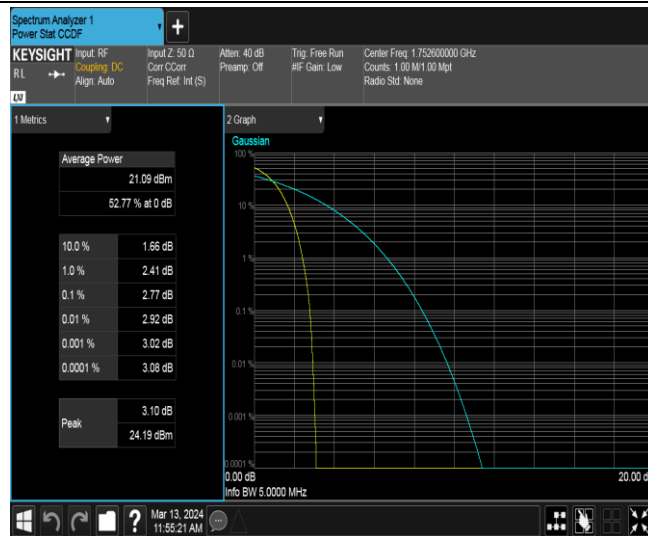 Spectrum Analyzer 1
Power Stat CCDF
+
KEYSIGHT
RL
LXI
Input: RF
Coupling: DC
Align: Auto
Input Z: 50 Ω
Corr CCorr
Freq Ref: Int (S)
Atten: 40 dB
Preamp: Off
Trig: Free Run
#IF Gain: Low
Center Freq: 1.752600000 GHz
Counts: 1.00 M/1.00 Mpt
Radio Std: None
1 Metrics
Average Power
21.09 dBm
52.77 % at 0 dB
10.0 % 1.66 dB
1.0 % 2.41 dB
0.1 % 2.77 dB
0.01 % 2.92 dB
0.001 % 3.02 dB
0.0001 % 3.08 dB
Peak
3.10 dB
24.19 dBm
2 Graph
Gaussian
100 %
10 %
1 %
0.1 %
0.01 %
0.001 %
0.0001 %
0.00 dB
20.00 d
Info BW 5.0000 MHz
?
Mar 13, 2024
11:55:21 AM